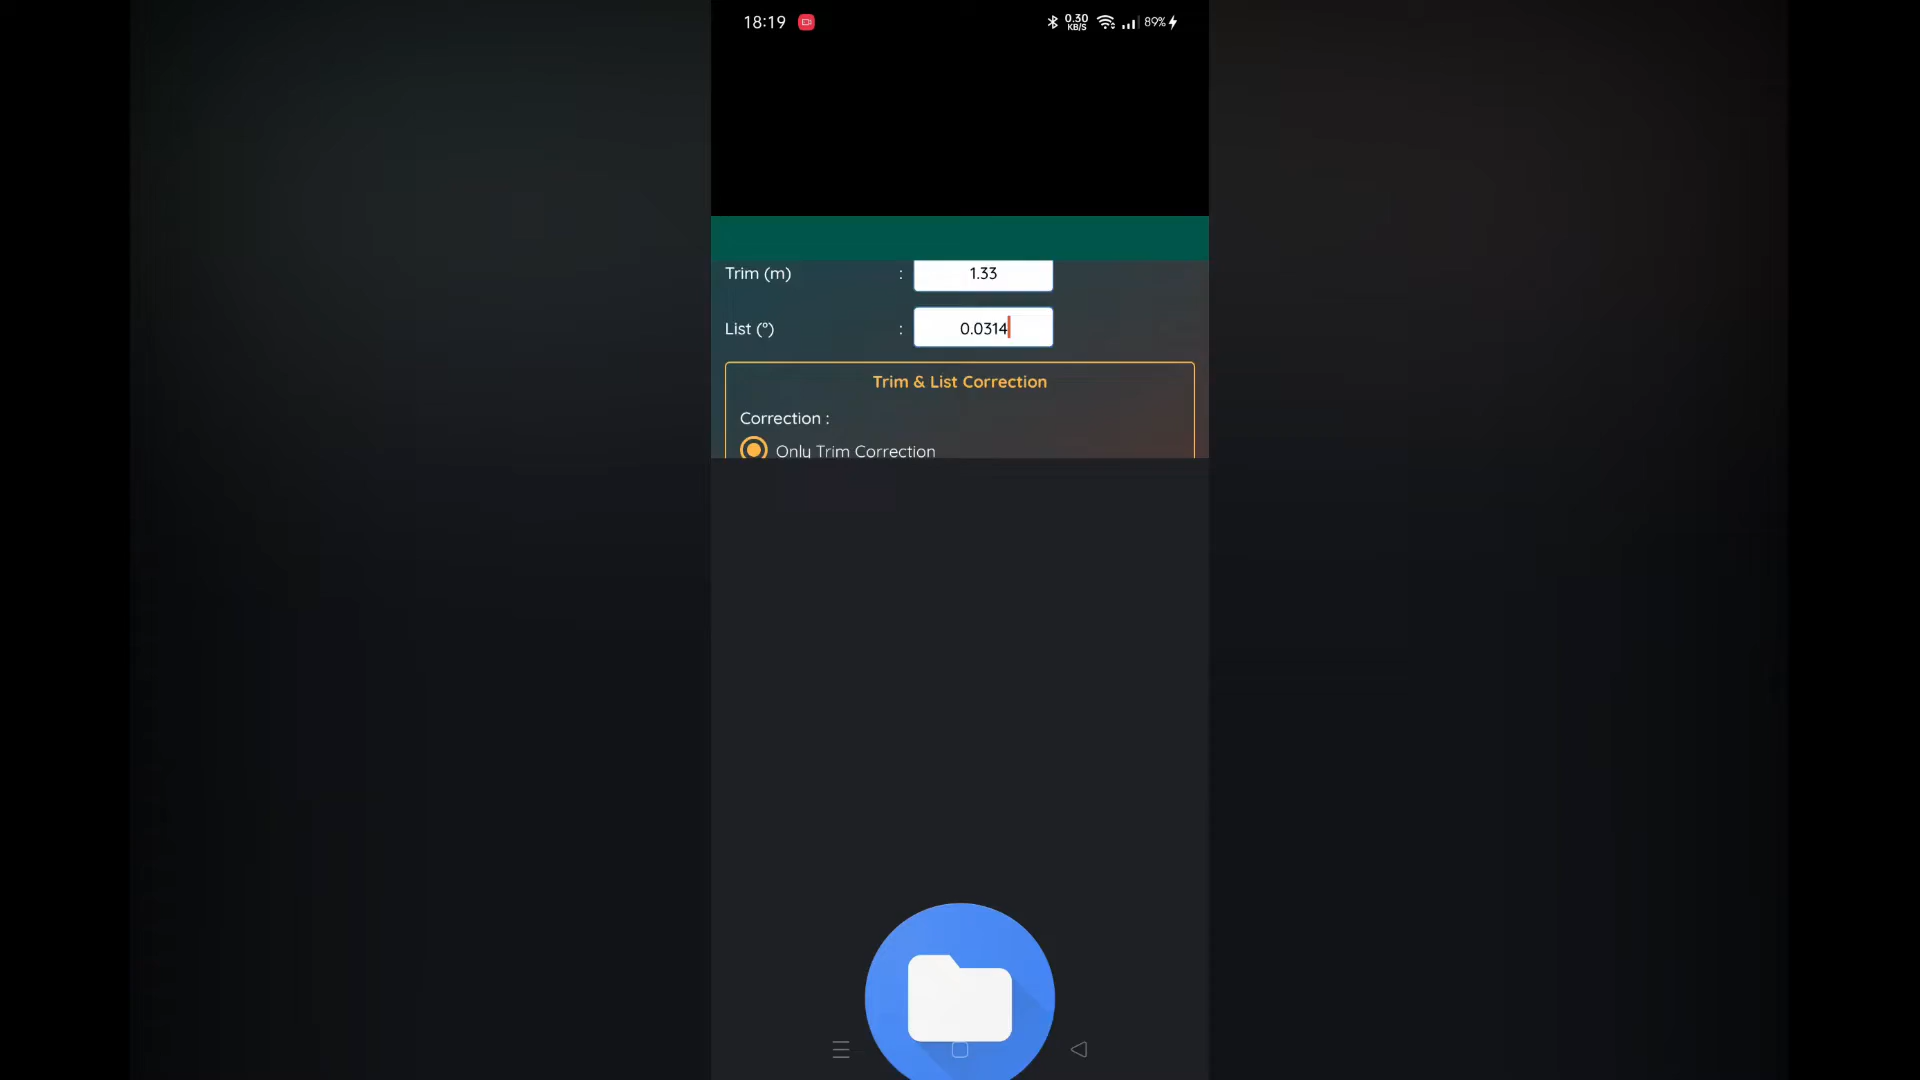 18:19 0.30 KB/S 89%
Trim (m) : 1.33
List (°) : 0.0314
Trim & List Correction
Correction :
Only Trim Correction